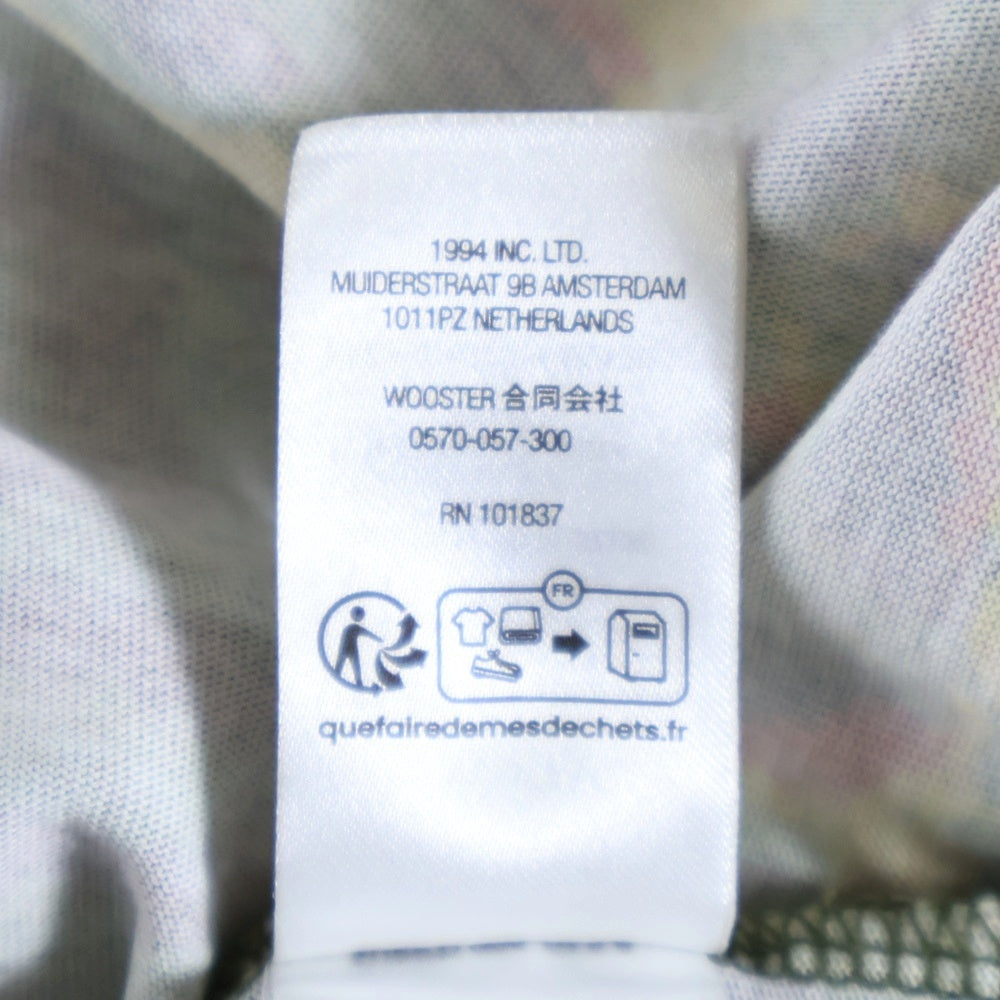 1994 INC. LTD.
MUIDERSTRAAT 9B AMSTERDAM
1011PZ NETHERLANDS
WOOSTER 合同会社
0570-057-300
RN 101837
FR
quefairedemesdechets.fr